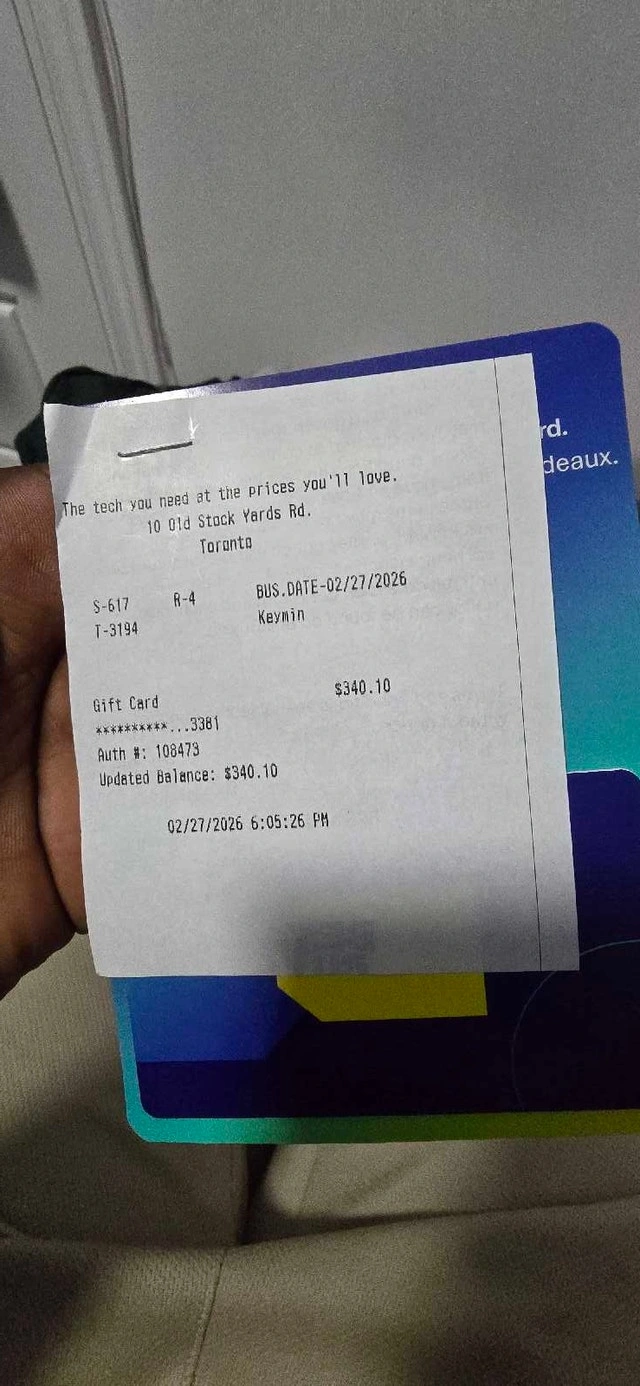 rd.
deaux.
The tech you need at the prices you'll love.
10 Old Stock Yards Rd.
Toronto
S-617 R-4 BUS.DATE-02/27/2026
T-3194 Keymin
Gift Card $340.10
**********...3381
Auth #: 108473
Updated Balance: $340.10
02/27/2026 6:05:26 PM